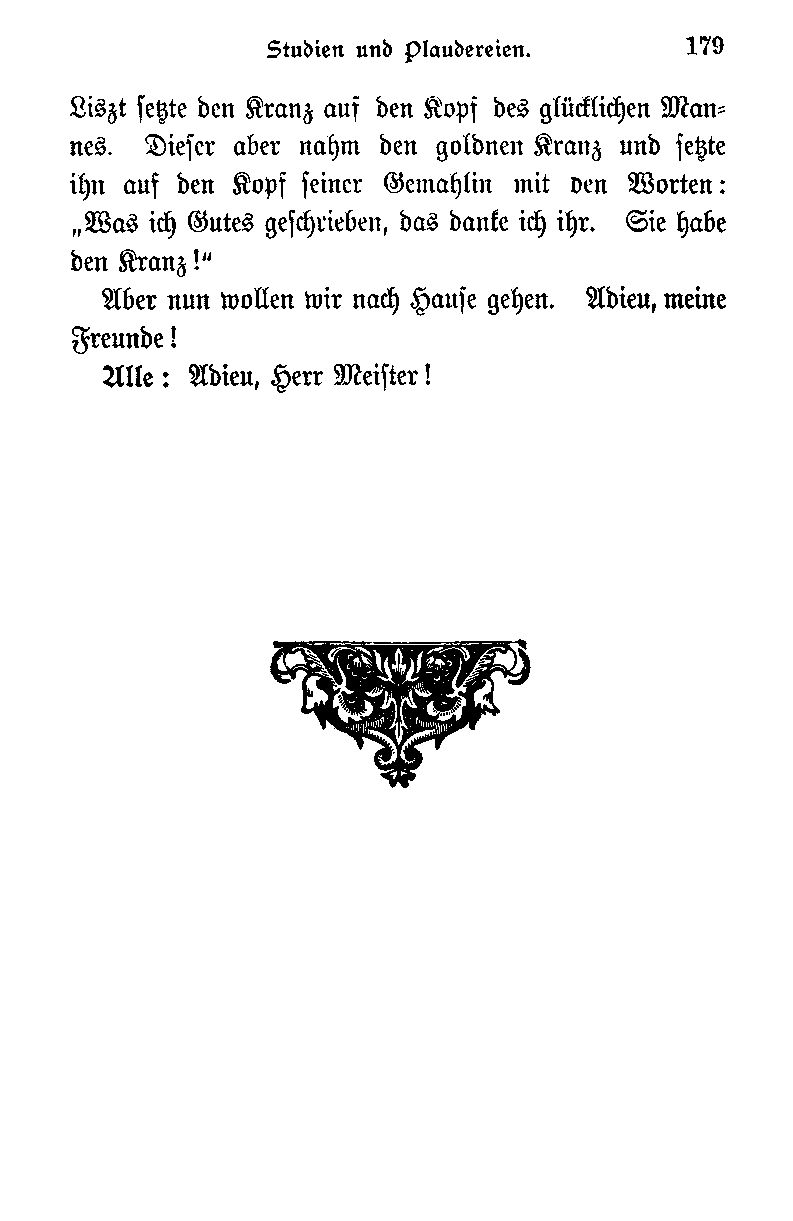 Studien und Plaudereien. 179
Liszt setzte den Kranz auf den Kopf des glücklichen Man-
nes. Dieser aber nahm den goldnen Kranz und setzte
ihn auf den Kopf seiner Gemahlin mit den Worten:
„Was ich Gutes geschrieben, das danke ich ihr. Sie habe
den Kranz!“
Aber nun wollen wir nach Hause gehen. Adieu, meine
Freunde!
Alle: Adieu, Herr Meister!